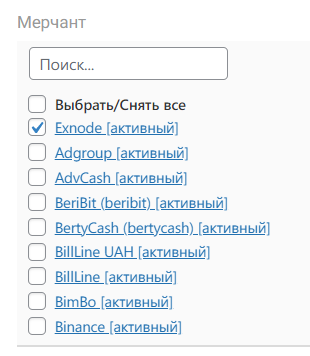 Мерчант
Поиск...
Выбрать/Снять все
Exnode [активный]
Adgroup [активный]
AdvCash [активный]
BeriBit (beribit) [активный]
BertyCash (bertycash) [активный]
BillLine UAH [активный]
BillLine [активный]
BimBo [активный]
Binance [активный]